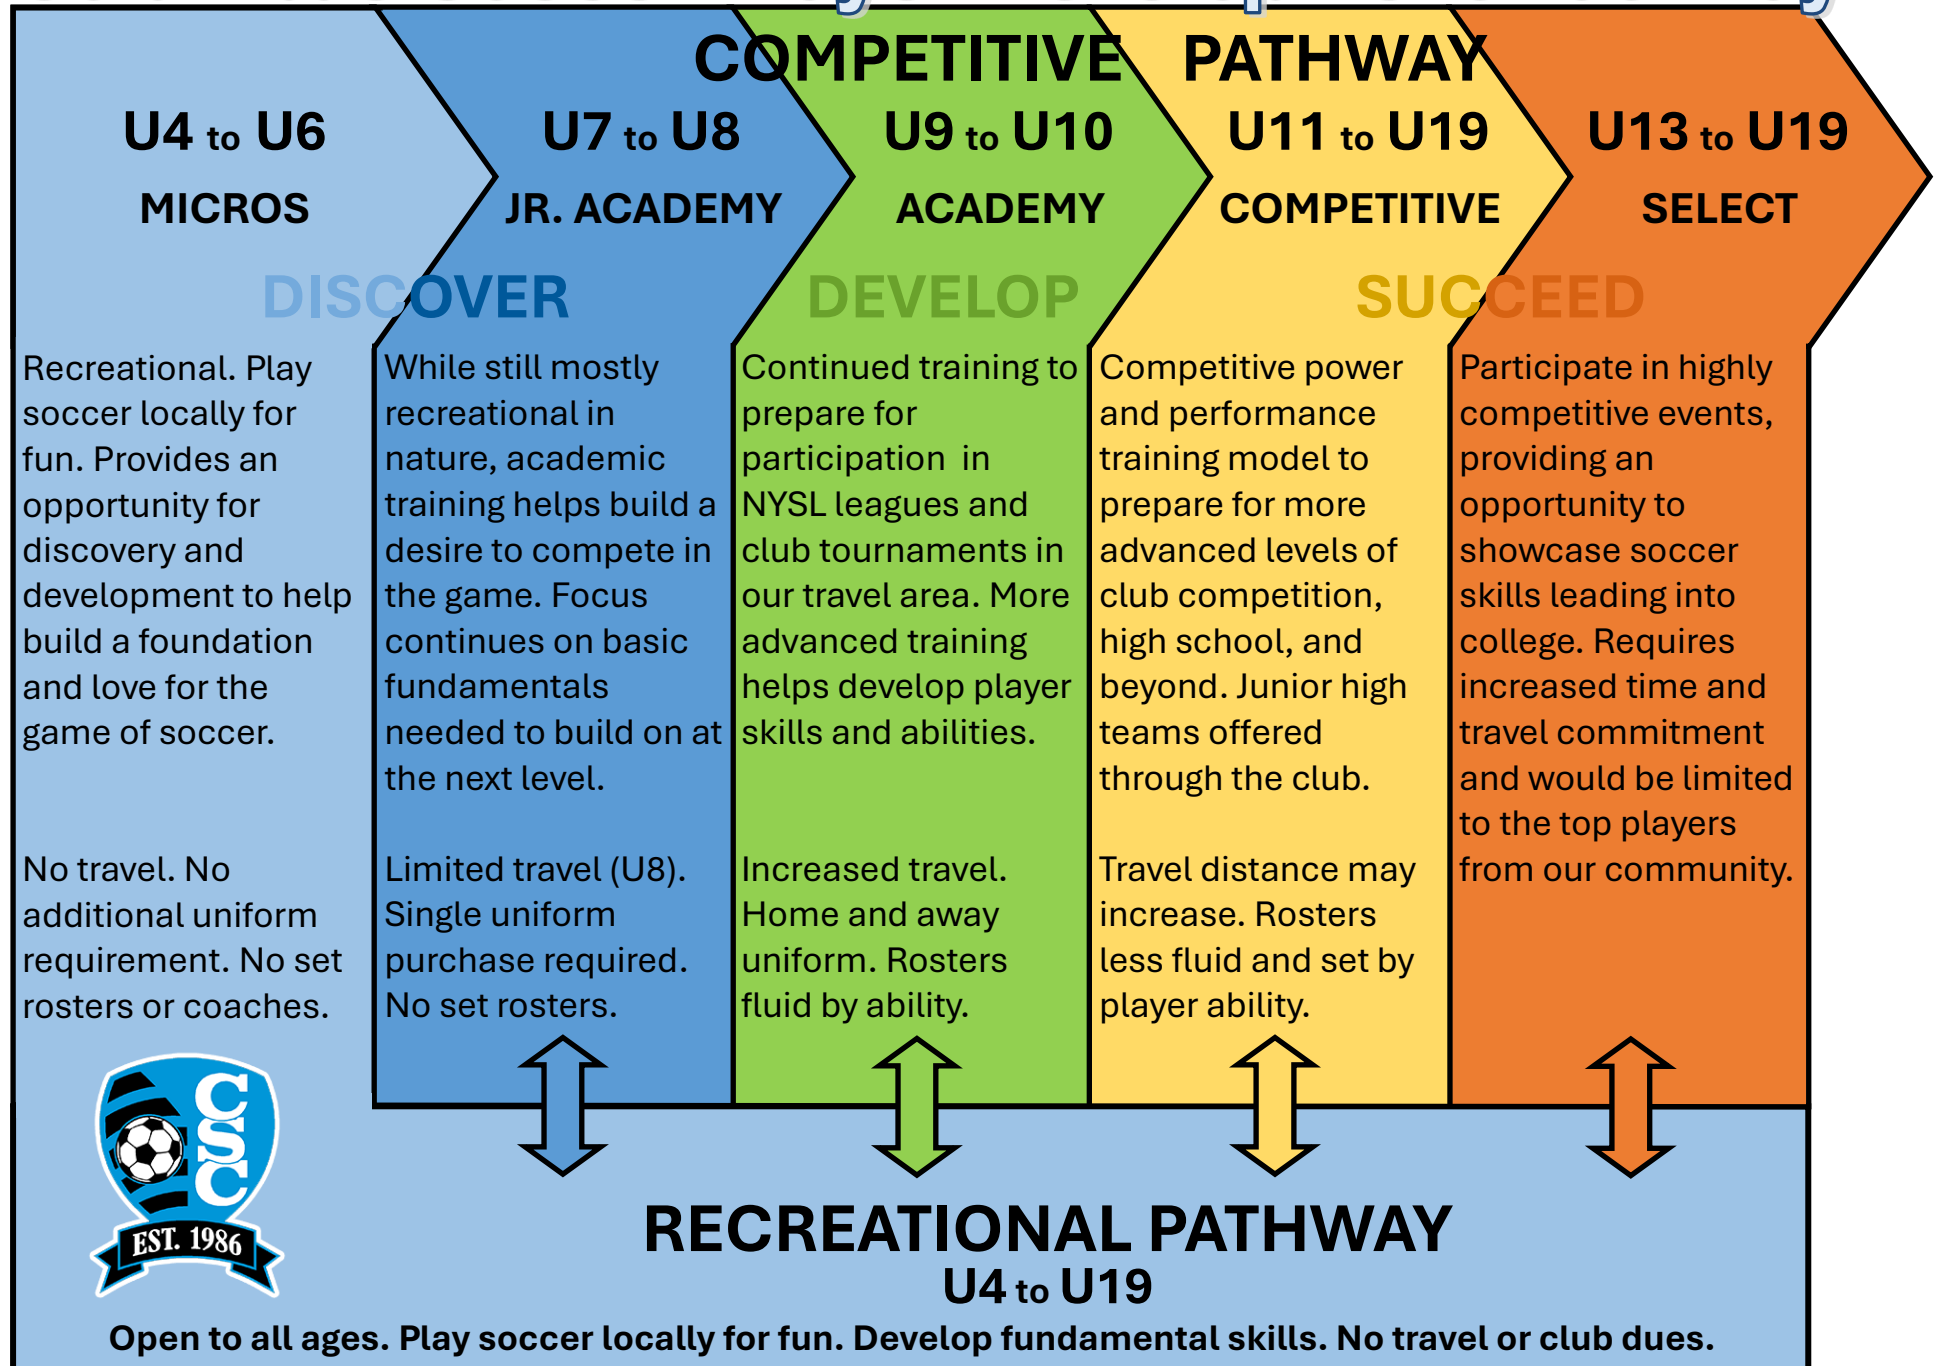 COMPETITIVE PATHWAY
U4 to U6
MICROS
U7 to U8
JR. ACADEMY
U9 to U10
ACADEMY
U11 to U19
COMPETITIVE
U13 to U19
SELECT
DISCOVER
DEVELOP
SUCCEED
Recreational. Play
soccer locally for
fun. Provides an
opportunity for
discovery and
development to help
build a foundation
and love for the
game of soccer.
No travel. No
additional uniform
requirement. No set
rosters or coaches.
While still mostly
recreational in
nature, academic
training helps build a
desire to compete in
the game. Focus
continues on basic
fundamentals
needed to build on at
the next level.
Limited travel (U8).
Single uniform
purchase required.
No set rosters.
Continued training to
prepare for
participation in
NYSL leagues and
club tournaments in
our travel area. More
advanced training
helps develop player
skills and abilities.
Increased travel.
Home and away
uniform. Rosters
fluid by ability.
Competitive power
and performance
training model to
prepare for more
advanced levels of
club competition,
high school, and
beyond. Junior high
teams offered
through the club.
Travel distance may
increase. Rosters
less fluid and set by
player ability.
Participate in highly
competitive events,
providing an
opportunity to
showcase soccer
skills leading into
college. Requires
increased time and
travel commitment
and would be limited
to the top players
from our community.
CSC
EST. 1986
RECREATIONAL PATHWAY
U4 to U19
Open to all ages. Play soccer locally for fun. Develop fundamental skills. No travel or club dues.